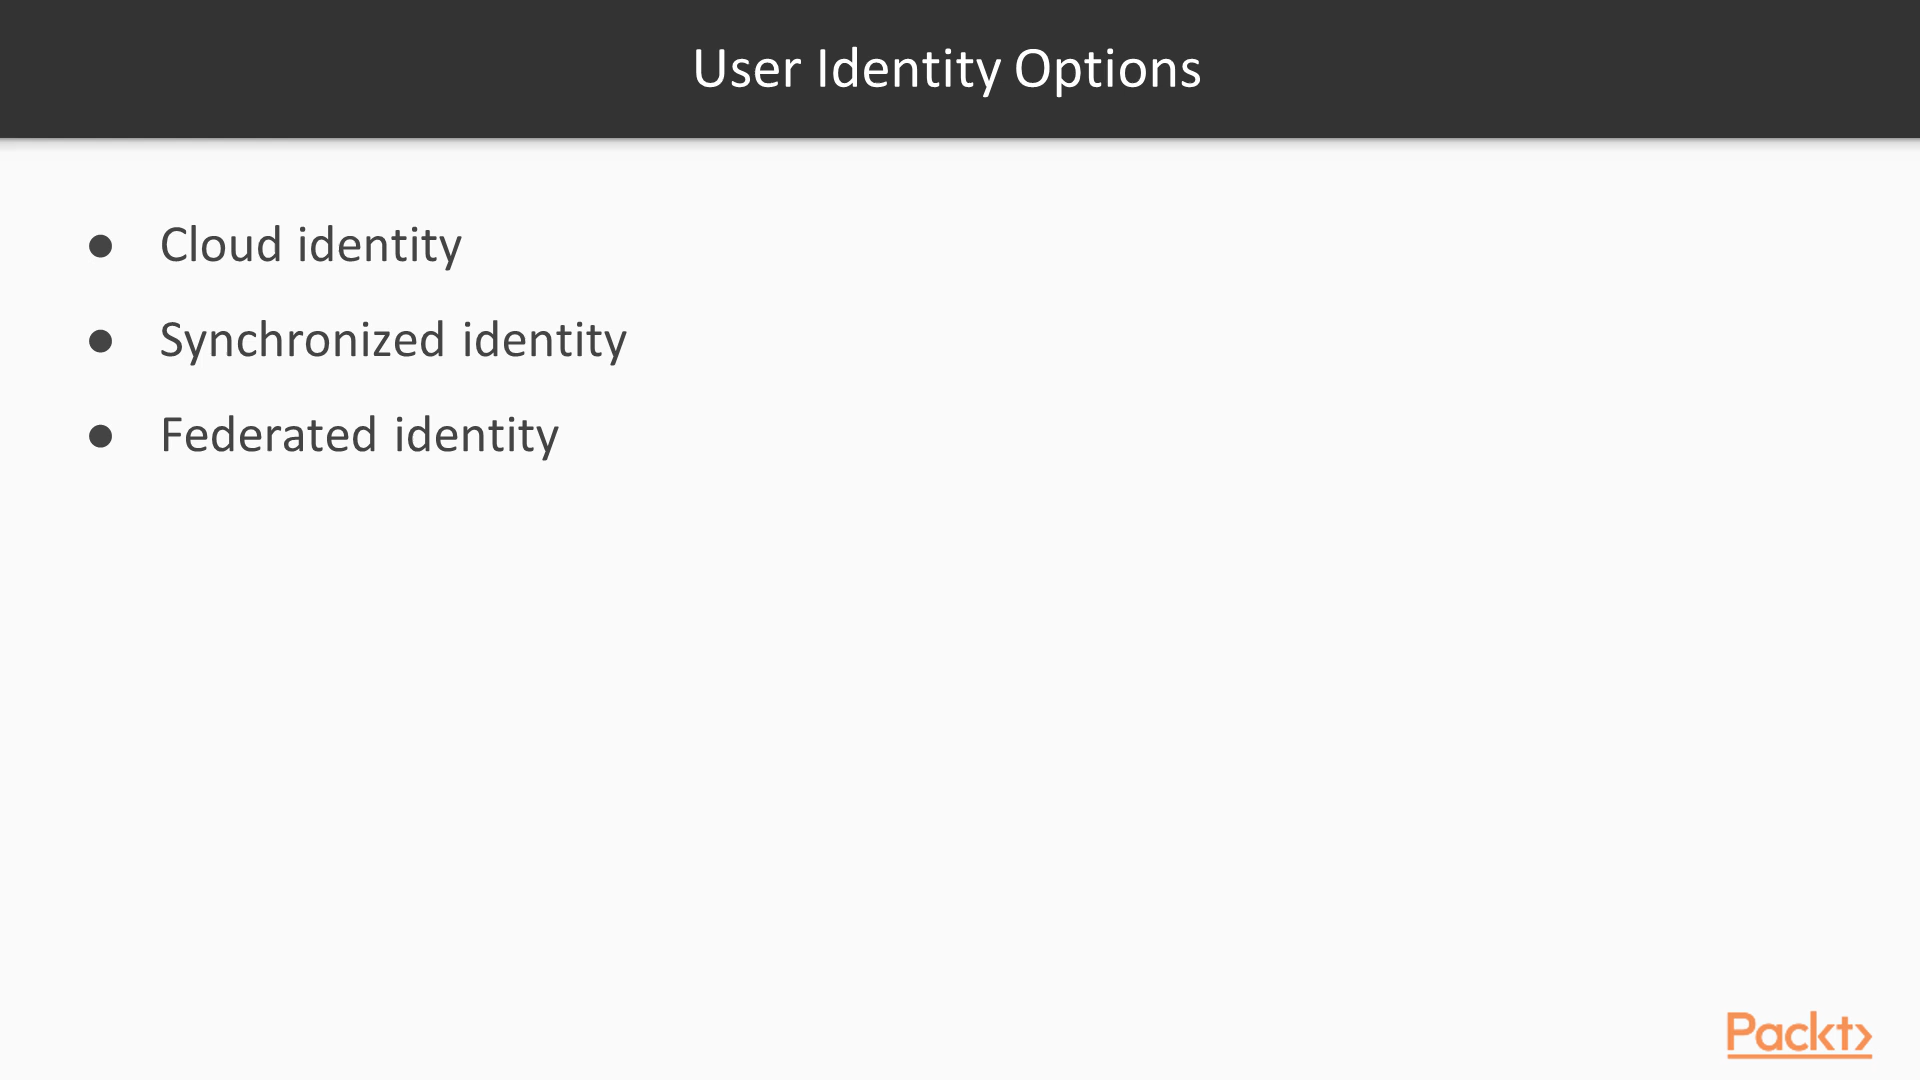 User Identity Options
● Cloud identity
● Synchronized identity
● Federated identity
Packt>